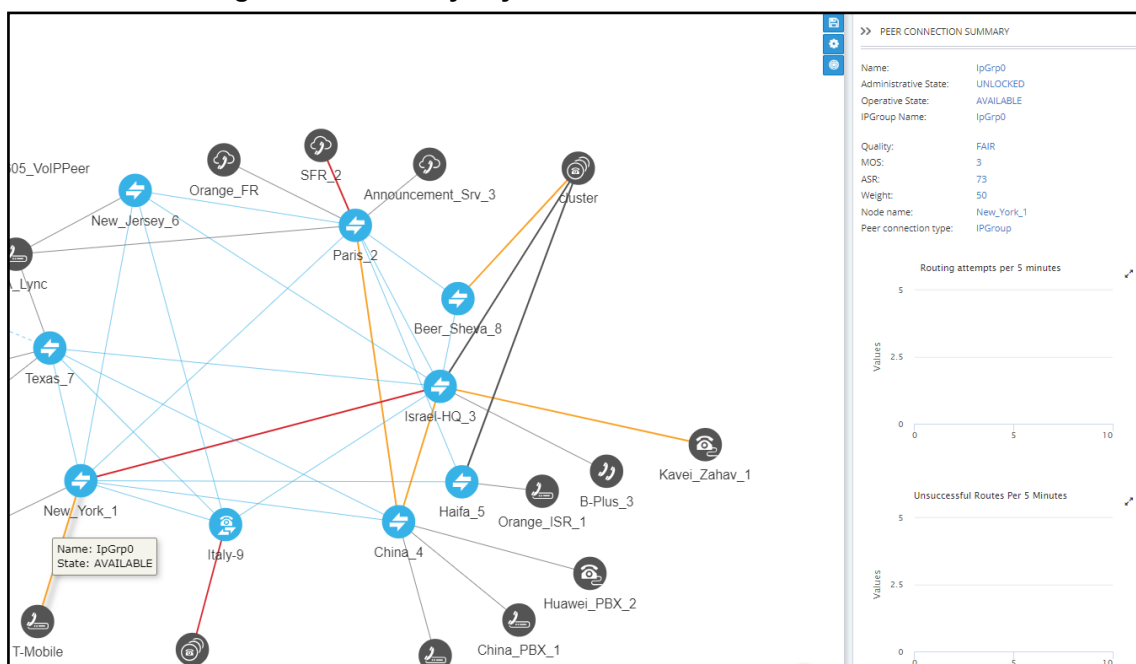 PEER CONNECTION SUMMARY
Name: IpGrp0
Administrative State: UNLOCKED
Operative State: AVAILABLE
IPGroup Name: IpGrp0
Quality: FAIR
MOS: 3
ASR: 73
Weight: 50
Node name: New_York_1
Peer connection type: IPGroup
Routing attempts per 5 minutes
5
Values
2.5
0
0 5 10
Unsuccessful Routes Per 5 Minutes
5
Values
2.5
0
0 5 10
05_VoIPPeer
Orange_FR
SFR_2
Announcement_Srv_3
cluster
New_Jersey_6
Paris_2
_Lync
Beer_Sheva_8
Texas_7
Israel-HQ_3
Kavei_Zahav_1
B-Plus_3
New_York_1
Italy-9
Haifa_5
Orange_ISR_1
China_4
Name: IpGrp0
State: AVAILABLE
Huawei_PBX_2
China_PBX_1
T-Mobile